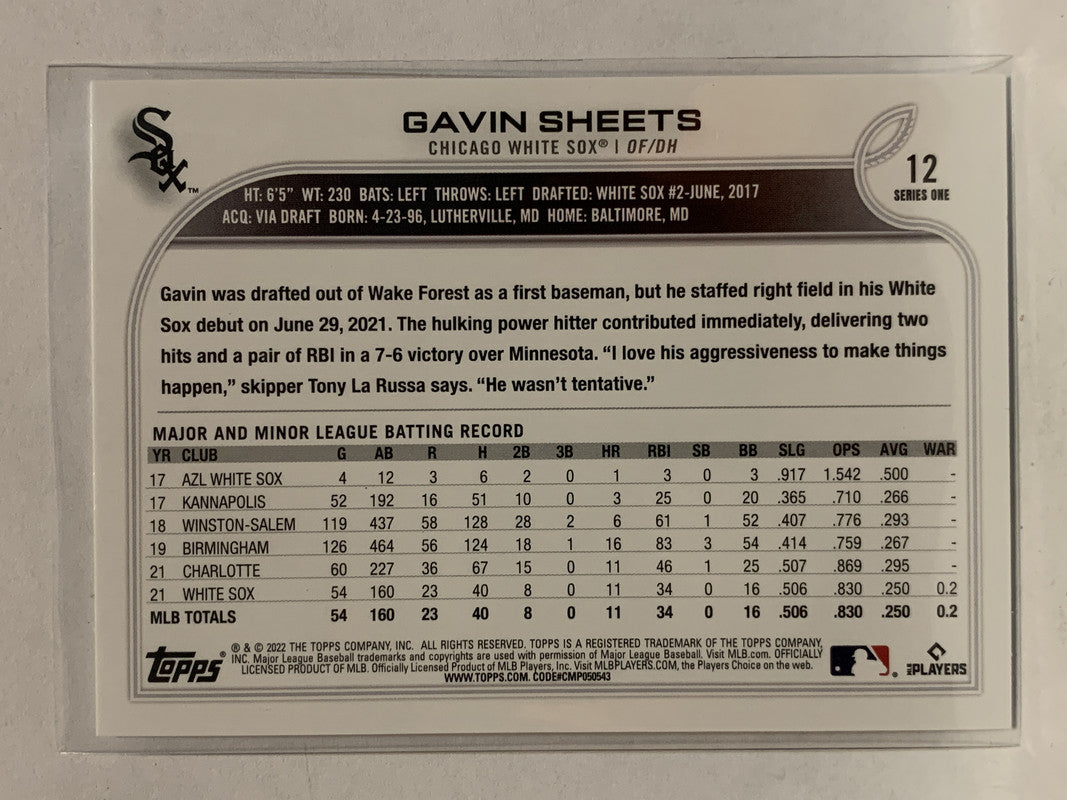 Sox™
GAVIN SHEETS
CHICAGO WHITE SOX® | OF/DH
12
SERIES ONE
HT: 6'5" WT: 230 BATS: LEFT THROWS: LEFT DRAFTED: WHITE SOX #2-JUNE, 2017
ACQ: VIA DRAFT BORN: 4-23-96, LUTHERVILLE, MD HOME: BALTIMORE, MD
Gavin was drafted out of Wake Forest as a first baseman, but he staffed right field in his White
Sox debut on June 29, 2021. The hulking power hitter contributed immediately, delivering two
hits and a pair of RBI in a 7-6 victory over Minnesota. “I love his aggressiveness to make things
happen,” skipper Tony La Russa says. “He wasn’t tentative.”
MAJOR AND MINOR LEAGUE BATTING RECORD
YR CLUB G AB R H 2B 3B HR RBI SB BB SLG OPS AVG WAR
17 AZL WHITE SOX 4 12 3 6 2 0 1 3 0 3 .917 1.542 .500 -
17 KANNAPOLIS 52 192 16 51 10 0 3 25 0 20 .365 .710 .266 -
18 WINSTON-SALEM 119 437 58 128 28 2 6 61 1 52 .407 .776 .293 -
19 BIRMINGHAM 126 464 56 124 18 1 16 83 3 54 .414 .759 .267 -
21 CHARLOTTE 60 227 36 67 15 0 11 46 1 25 .507 .869 .295 -
21 WHITE SOX 54 160 23 40 8 0 11 34 0 16 .506 .830 .250 0.2
MLB TOTALS 54 160 23 40 8 0 11 34 0 16 .506 .830 .250 0.2
topps®
® & © 2022 THE TOPPS COMPANY, INC. ALL RIGHTS RESERVED. TOPPS IS A REGISTERED TRADEMARK OF THE TOPPS COMPANY,
INC. Major League Baseball trademarks and copyrights are used with permission of Major League Baseball. Visit MLB.com. OFFICIALLY
LICENSED PRODUCT OF MLB. Officially Licensed Product of MLB Players, Inc. Visit MLBPLAYERS.COM, the Players Choice on the web.
WWW.TOPPS.COM. CODE#CMP050543
MLB PLAYERS